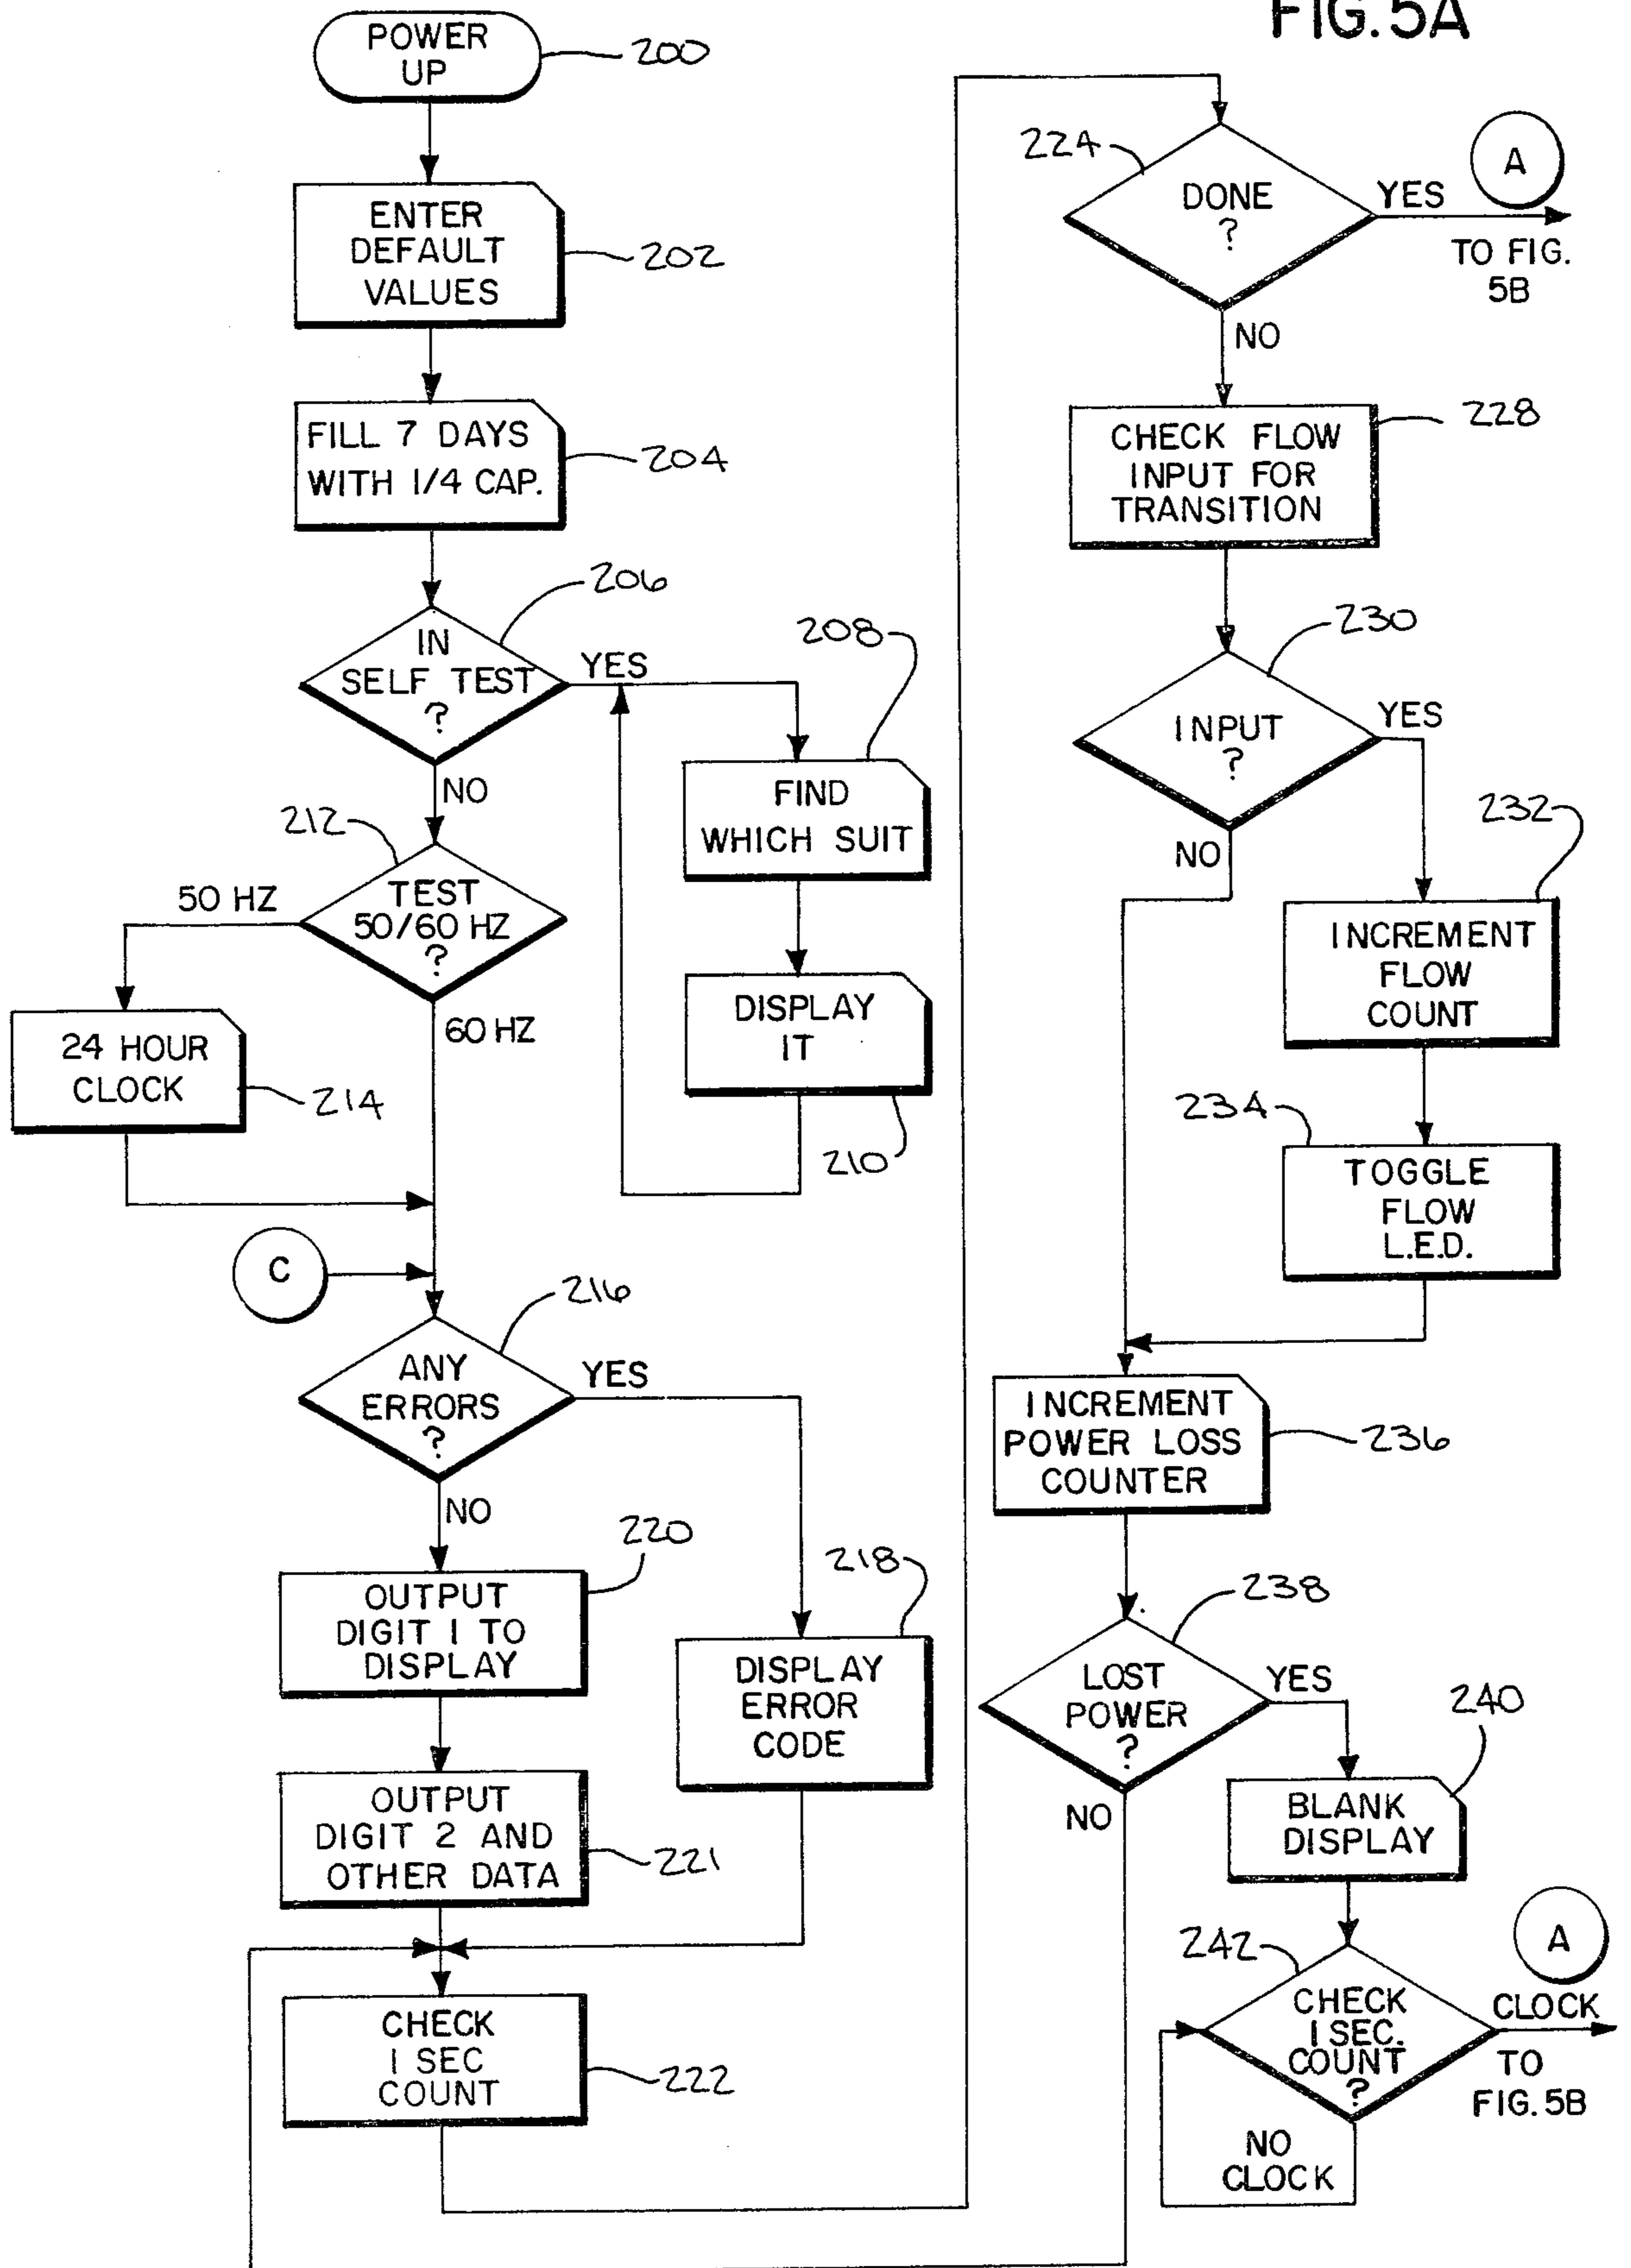 FIG. 5A
POWER
UP
200
ENTER
DEFAULT
VALUES
202
FILL 7 DAYS
WITH 1/4 CAP.
204
206
IN
SELF TEST
?
YES
NO
208
FIND
WHICH SUIT
DISPLAY
IT
210
212
TEST
50/60 HZ
?
50 HZ
60 HZ
24 HOUR
CLOCK
214
C
216
ANY
ERRORS
?
YES
NO
218
DISPLAY
ERROR
CODE
220
OUTPUT
DIGIT 1 TO
DISPLAY
OUTPUT
DIGIT 2 AND
OTHER DATA
221
CHECK
1 SEC
COUNT
222
224
DONE
?
YES
A
TO FIG.
5B
NO
CHECK FLOW
INPUT FOR
TRANSITION
228
230
INPUT
?
YES
NO
232
INCREMENT
FLOW
COUNT
234
TOGGLE
FLOW
L.E.D.
INCREMENT
POWER LOSS
COUNTER
236
238
LOST
POWER
?
YES
NO
240
BLANK
DISPLAY
242
CHECK
1 SEC.
COUNT
?
A
CLOCK
TO
FIG. 5B
NO
CLOCK